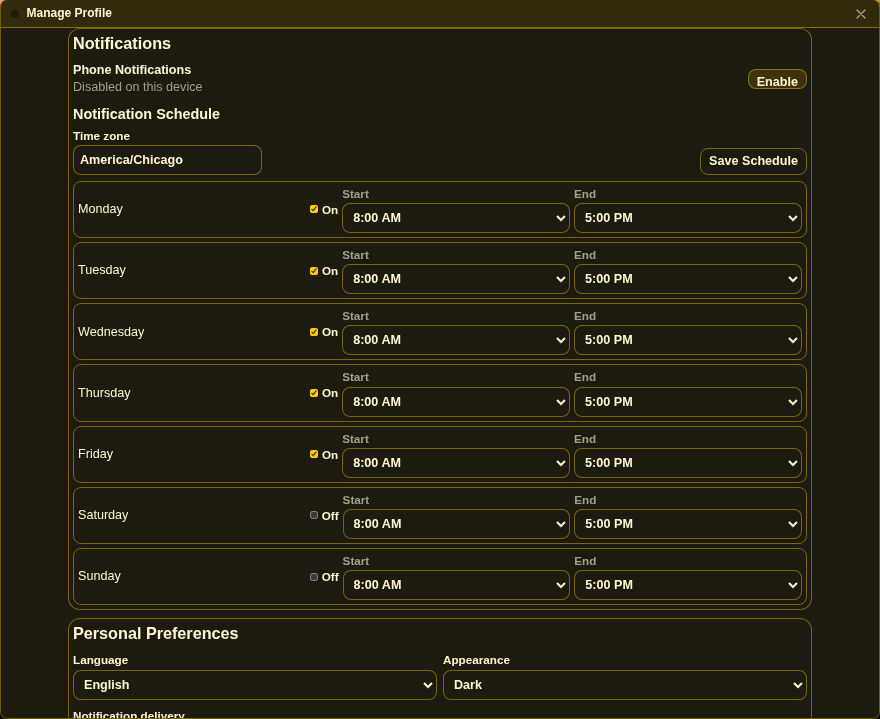 Manage Profile
Notifications
Phone Notifications
Disabled on this device
Enable
Notification Schedule
Time zone
America/Chicago
Save Schedule
Monday
On
Start
8:00 AM
End
5:00 PM
Tuesday
On
Start
8:00 AM
End
5:00 PM
Wednesday
On
Start
8:00 AM
End
5:00 PM
Thursday
On
Start
8:00 AM
End
5:00 PM
Friday
On
Start
8:00 AM
End
5:00 PM
Saturday
Off
Start
8:00 AM
End
5:00 PM
Sunday
Off
Start
8:00 AM
End
5:00 PM
Personal Preferences
Language
English
Appearance
Dark
Notification delivery